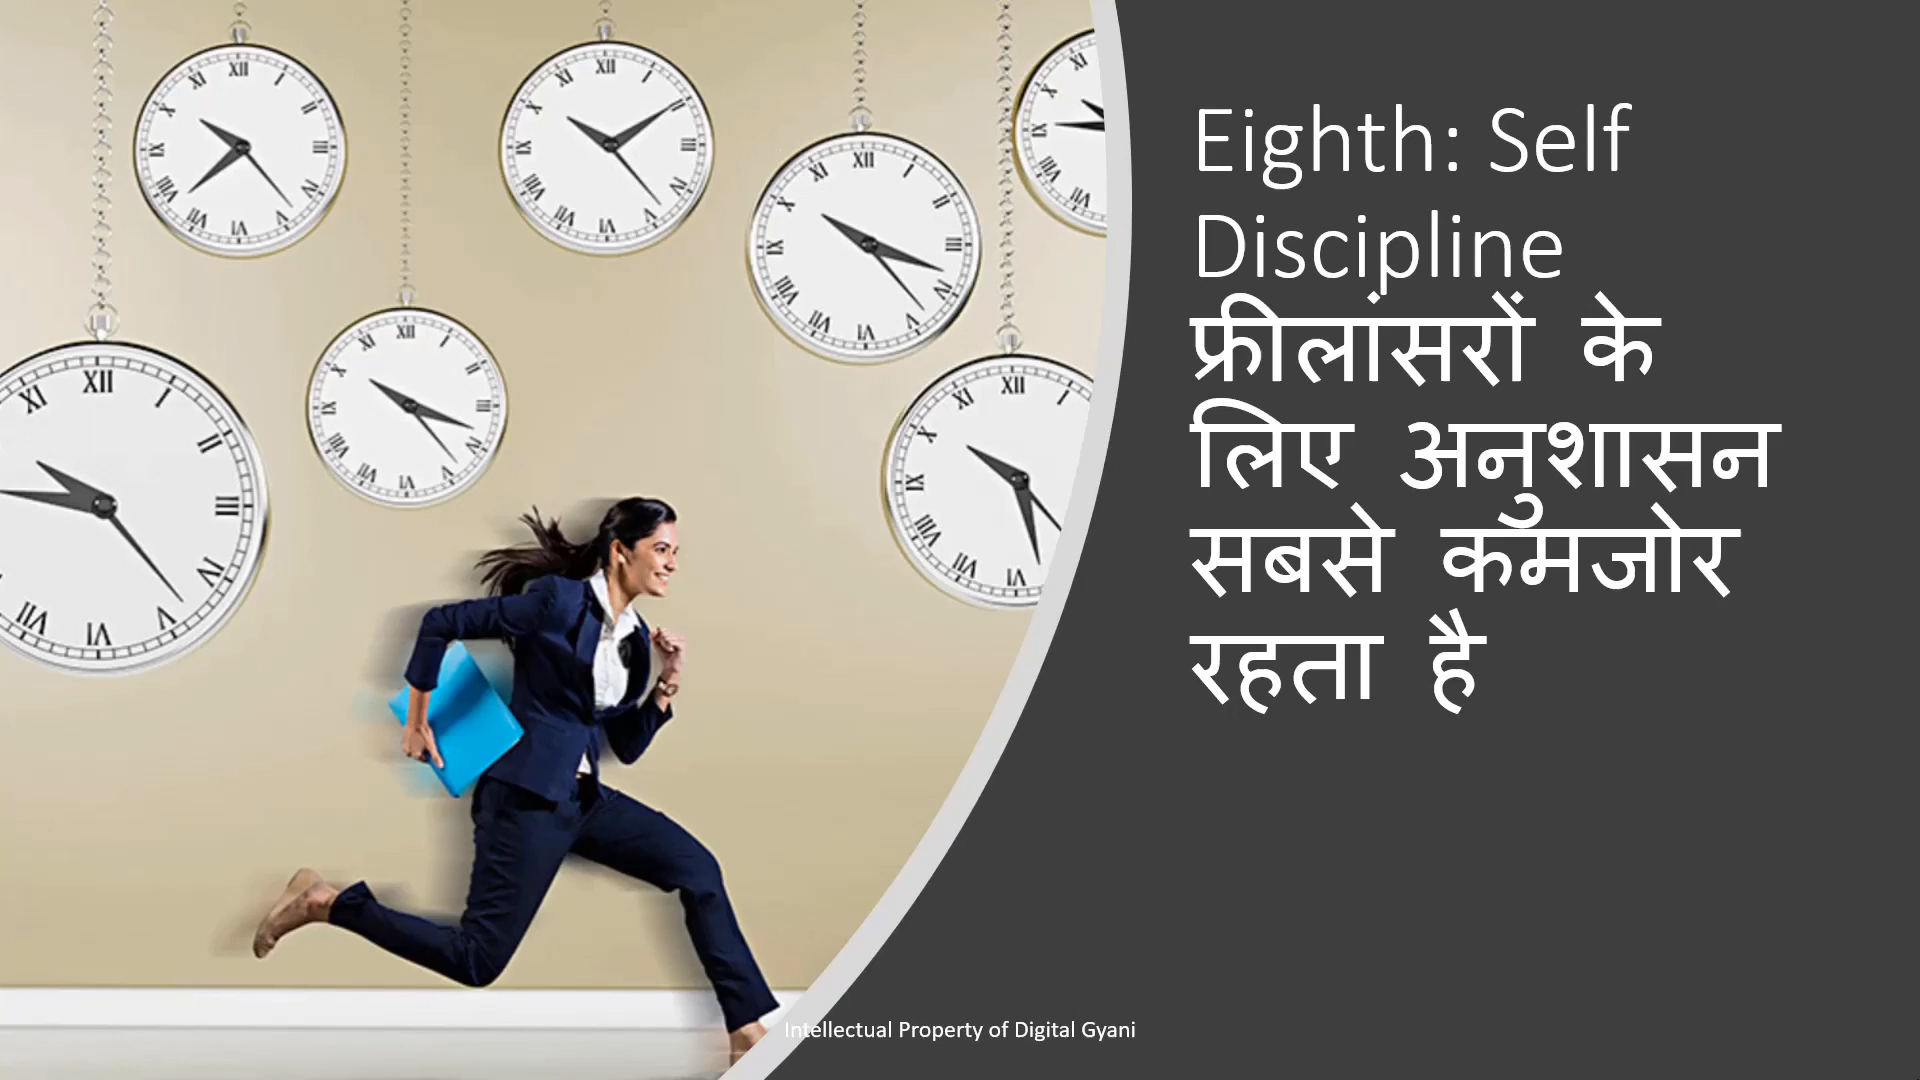 Eighth: Self
Discipline
फ्रीलांसरों के
लिए अनुशासन
सबसे कमजोर
रहता है
Intellectual Property of Digital Gyani